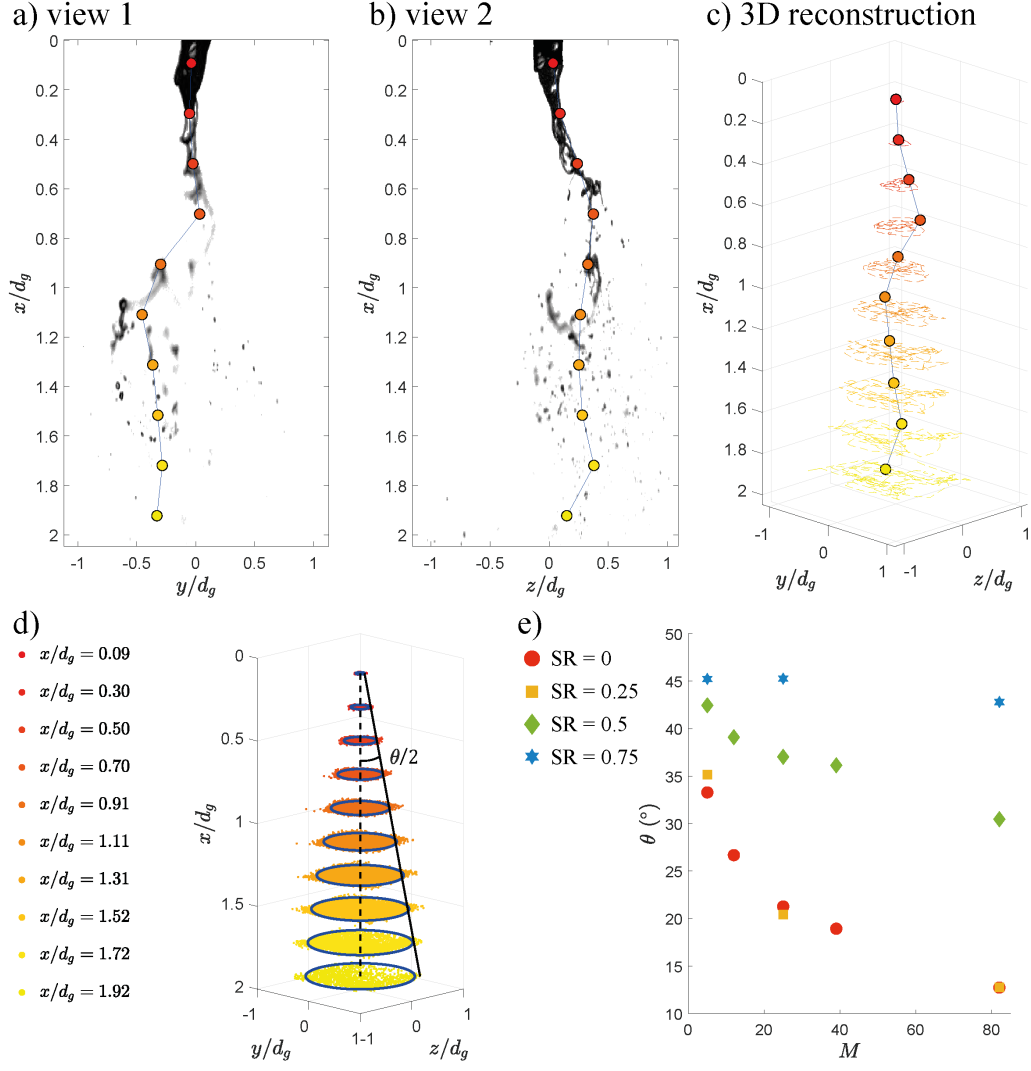 a) view 1
b) view 2
c) 3D reconstruction
0
0.2
0.4
0.6
0.8
1
1.2
1.4
1.6
1.8
2
x/d_g
-1
-0.5
0
0.5
1
y/d_g
0
0.2
0.4
0.6
0.8
1
1.2
1.4
1.6
1.8
2
x/d_g
-1
-0.5
0
0.5
1
z/d_g
0
0.2
0.4
0.6
0.8
1
1.2
1.4
1.6
1.8
2
x/d_g
-1
0
1
y/d_g
-1
0
1
z/d_g
d)
x/d_g = 0.09
x/d_g = 0.30
x/d_g = 0.50
x/d_g = 0.70
x/d_g = 0.91
x/d_g = 1.11
x/d_g = 1.31
x/d_g = 1.52
x/d_g = 1.72
x/d_g = 1.92
0
0.5
1
1.5
2
x/d_g
θ/2
-1
0
1
y/d_g
-1
0
1
z/d_g
e)
SR = 0
SR = 0.25
SR = 0.5
SR = 0.75
50
45
40
35
30
25
20
15
10
θ (°)
0
20
40
60
80
M